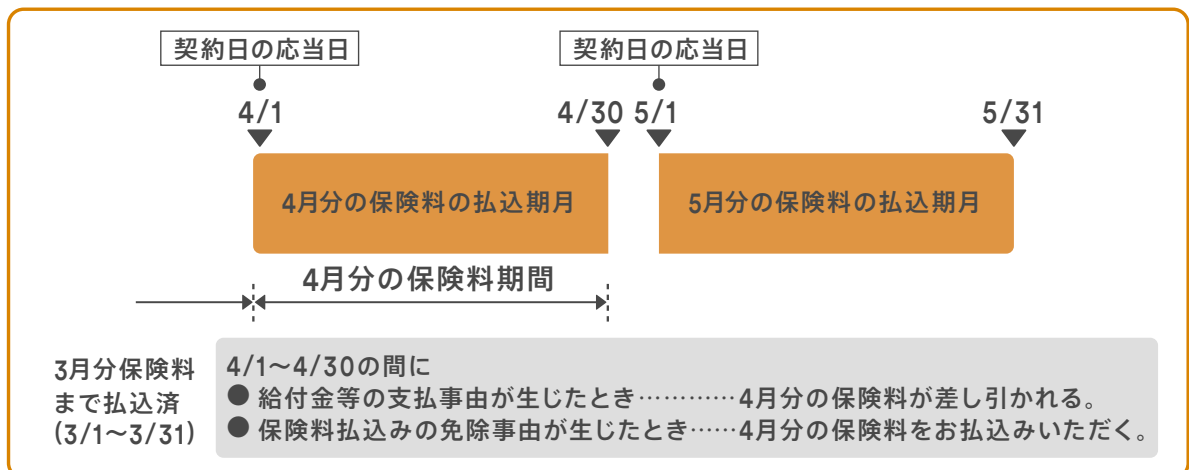 契約日の応当日 契約日の応当日
4/1 4/30 5/1 5/31
4月分の保険料の払込期月 5月分の保険料の払込期月
4月分の保険料期間
3月分保険料
まで払込済
(3/1〜3/31)
4/1〜4/30の間に
● 給付金等の支払事由が生じたとき…………4月分の保険料が差し引かれる。
● 保険料払込みの免除事由が生じたとき……4月分の保険料をお払込みいただく。